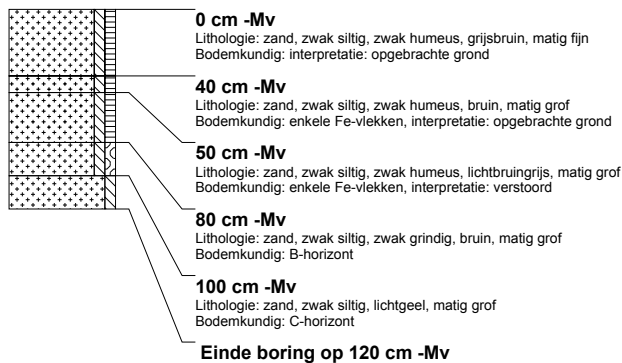 0 cm -Mv
Lithologie: zand, zwak siltig, zwak humeus, grijsbruin, matig fijn
Bodemkundig: interpretatie: opgebrachte grond
40 cm -Mv
Lithologie: zand, zwak siltig, zwak humeus, bruin, matig grof
Bodemkundig: enkele Fe-vlekken, interpretatie: opgebrachte grond
50 cm -Mv
Lithologie: zand, zwak siltig, zwak humeus, lichtbruingrijs, matig grof
Bodemkundig: enkele Fe-vlekken, interpretatie: verstoord
80 cm -Mv
Lithologie: zand, zwak siltig, zwak grindig, bruin, matig grof
Bodemkundig: B-horizont
100 cm -Mv
Lithologie: zand, zwak siltig, lichtgeel, matig grof
Bodemkundig: C-horizont
Einde boring op 120 cm -Mv